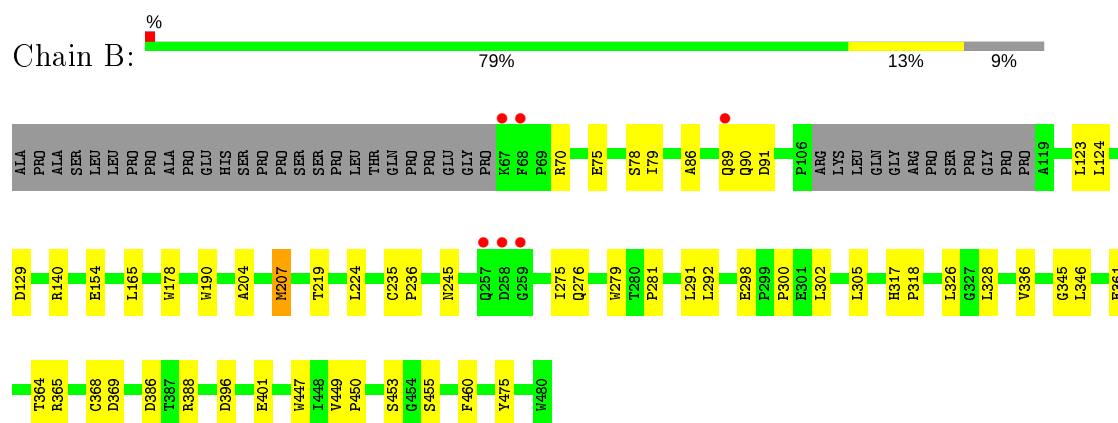 %
Chain B:
79% 13% 9%
ALA PRO ALA SER LEU LEU PRO PRO ALA PRO GLU HIS SER PRO PRO SER SER PRO LEU THR GLN PRO PRO GLU GLY PRO K67 F68 P69 R70 E75 S78 I79 A86 Q89 Q90 D91 P106 ARG LYS LEU GLN GLY ARG PRO SER PRO GLY PRO PRO A119 L123 L124
D129 R140 E154 L165 W178 W190 A204 M207 T219 L224 C235 P236 N245 Q257 D258 G259 I275 Q276 W279 T280 P281 L291 L292 E298 P299 P300 E301 L302 L305 H317 P318 L326 G327 L328 V336 G345 L346
T364 R365 C368 D369 D386 T387 R388 D396 E401 W447 I448 V449 P450 S453 G454 S455 F460 Y475 W480